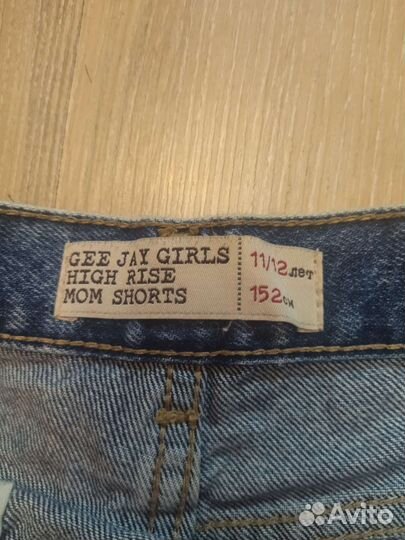 GEE JAY GIRLS
HIGH RISE
MOM SHORTS
11/12 лет
152 см
Avito